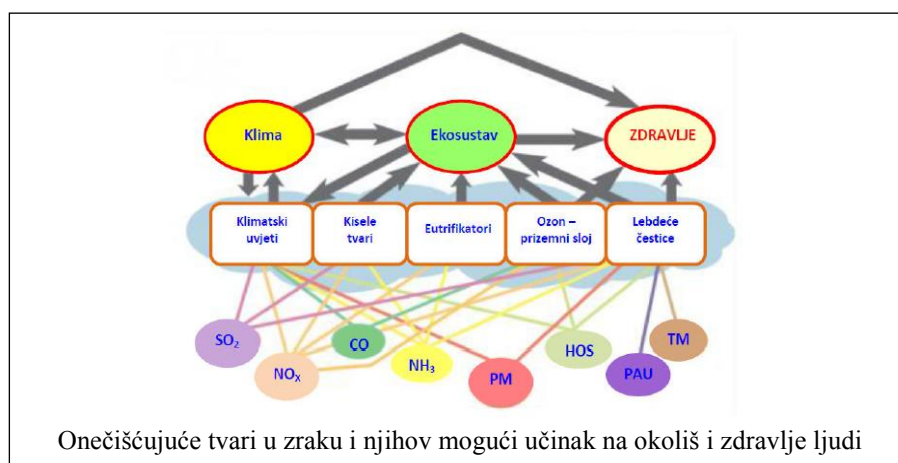 Klima
Ekosustav
ZDRAVLJE
Klimatski
uvjeti
Kisele
tvari
Eutrifikatori
Ozon –
prizemni sloj
Lebdeće
čestice
SO₂
NOₓ
CO
NH₃
PM
HOS
PAU
TM
Onečišćujuće tvari u zraku i njihov mogući učinak na okoliš i zdravlje ljudi